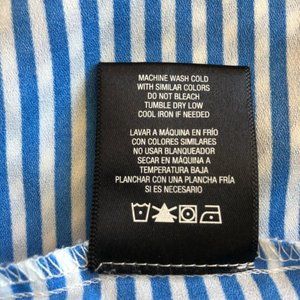 MACHINE WASH COLD
WITH SIMILAR COLORS
DO NOT BLEACH
TUMBLE DRY LOW
COOL IRON IF NEEDED
LAVAR A MÁQUINA EN FRÍO
CON COLORES SIMILARES
NO USAR BLANQUEADOR
SECAR EN MÁQUINA A
TEMPERATURA BAJA
PLANCHAR CON UNA PLANCHA FRÍA
SI ES NECESARIO